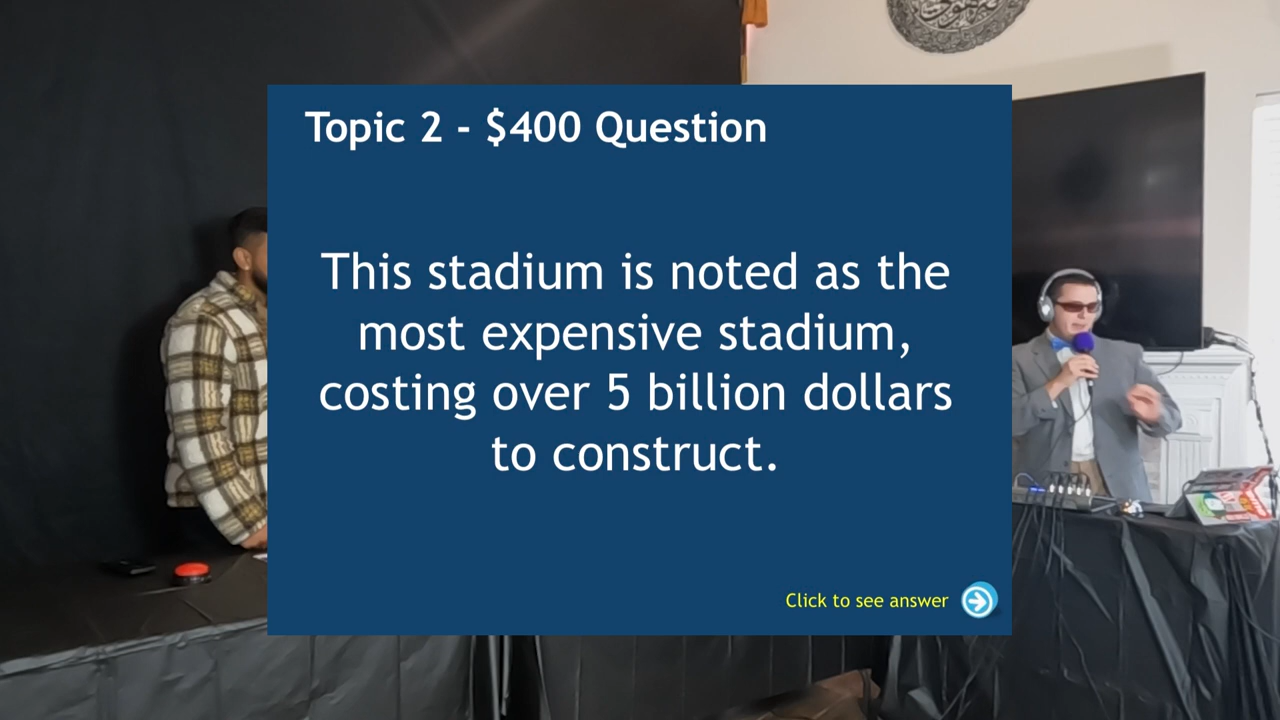 Topic 2 - $400 Question
This stadium is noted as the
most expensive stadium,
costing over 5 billion dollars
to construct.
Click to see answer